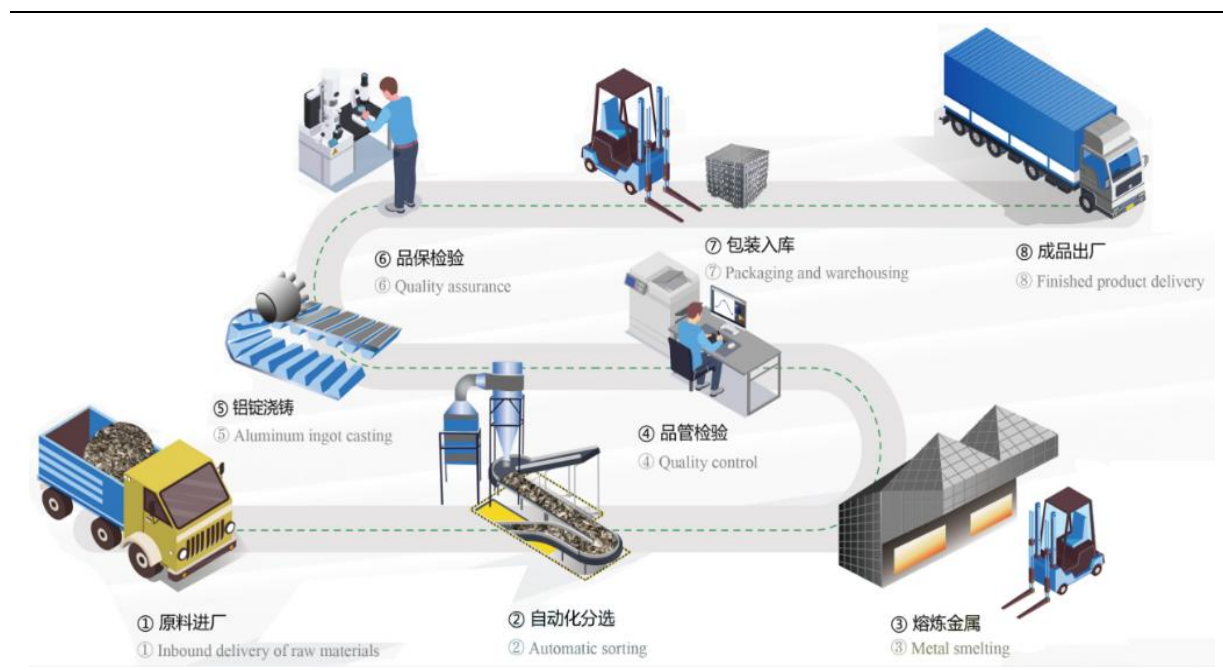 ⑥ 品保检验
⑥ Quality assurance
⑦ 包装入库
⑦ Packaging and warehousing
⑧ 成品出厂
⑧ Finished product delivery
⑤ 铝锭浇铸
⑤ Aluminum ingot casting
④ 品管检验
④ Quality control
① 原料进厂
① Inbound delivery of raw materials
② 自动化分选
② Automatic sorting
③ 熔炼金属
③ Metal smelting